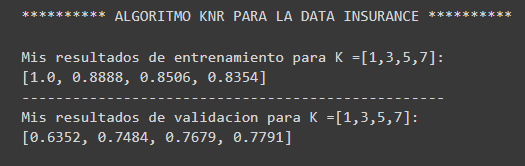 ********** ALGORITMO KNR PARA LA DATA INSURANCE **********
Mis resultados de entrenamiento para K =[1,3,5,7]:
[1.0, 0.8888, 0.8506, 0.8354]
--------------------------------------------------
Mis resultados de validacion para K =[1,3,5,7]:
[0.6352, 0.7484, 0.7679, 0.7791]